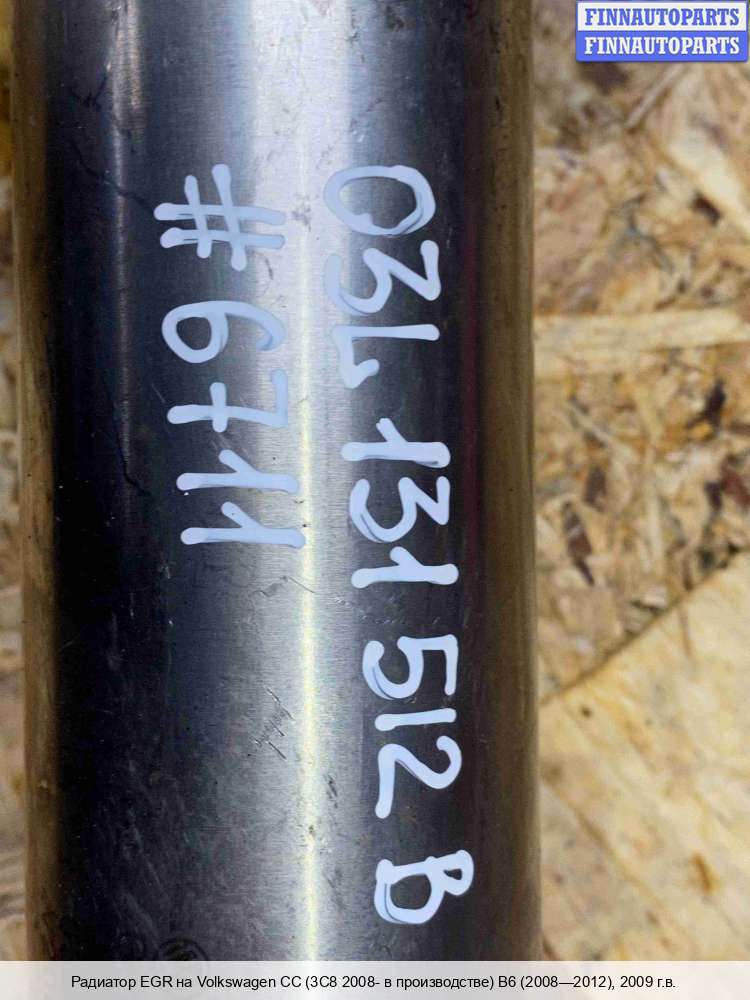 FINNAUTOPARTS
FINNAUTOPARTS
03L 131 512 B
#6711
Радиатор EGR на Volkswagen CC (3C8 2008- в производстве) B6 (2008—2012), 2009 г.в.